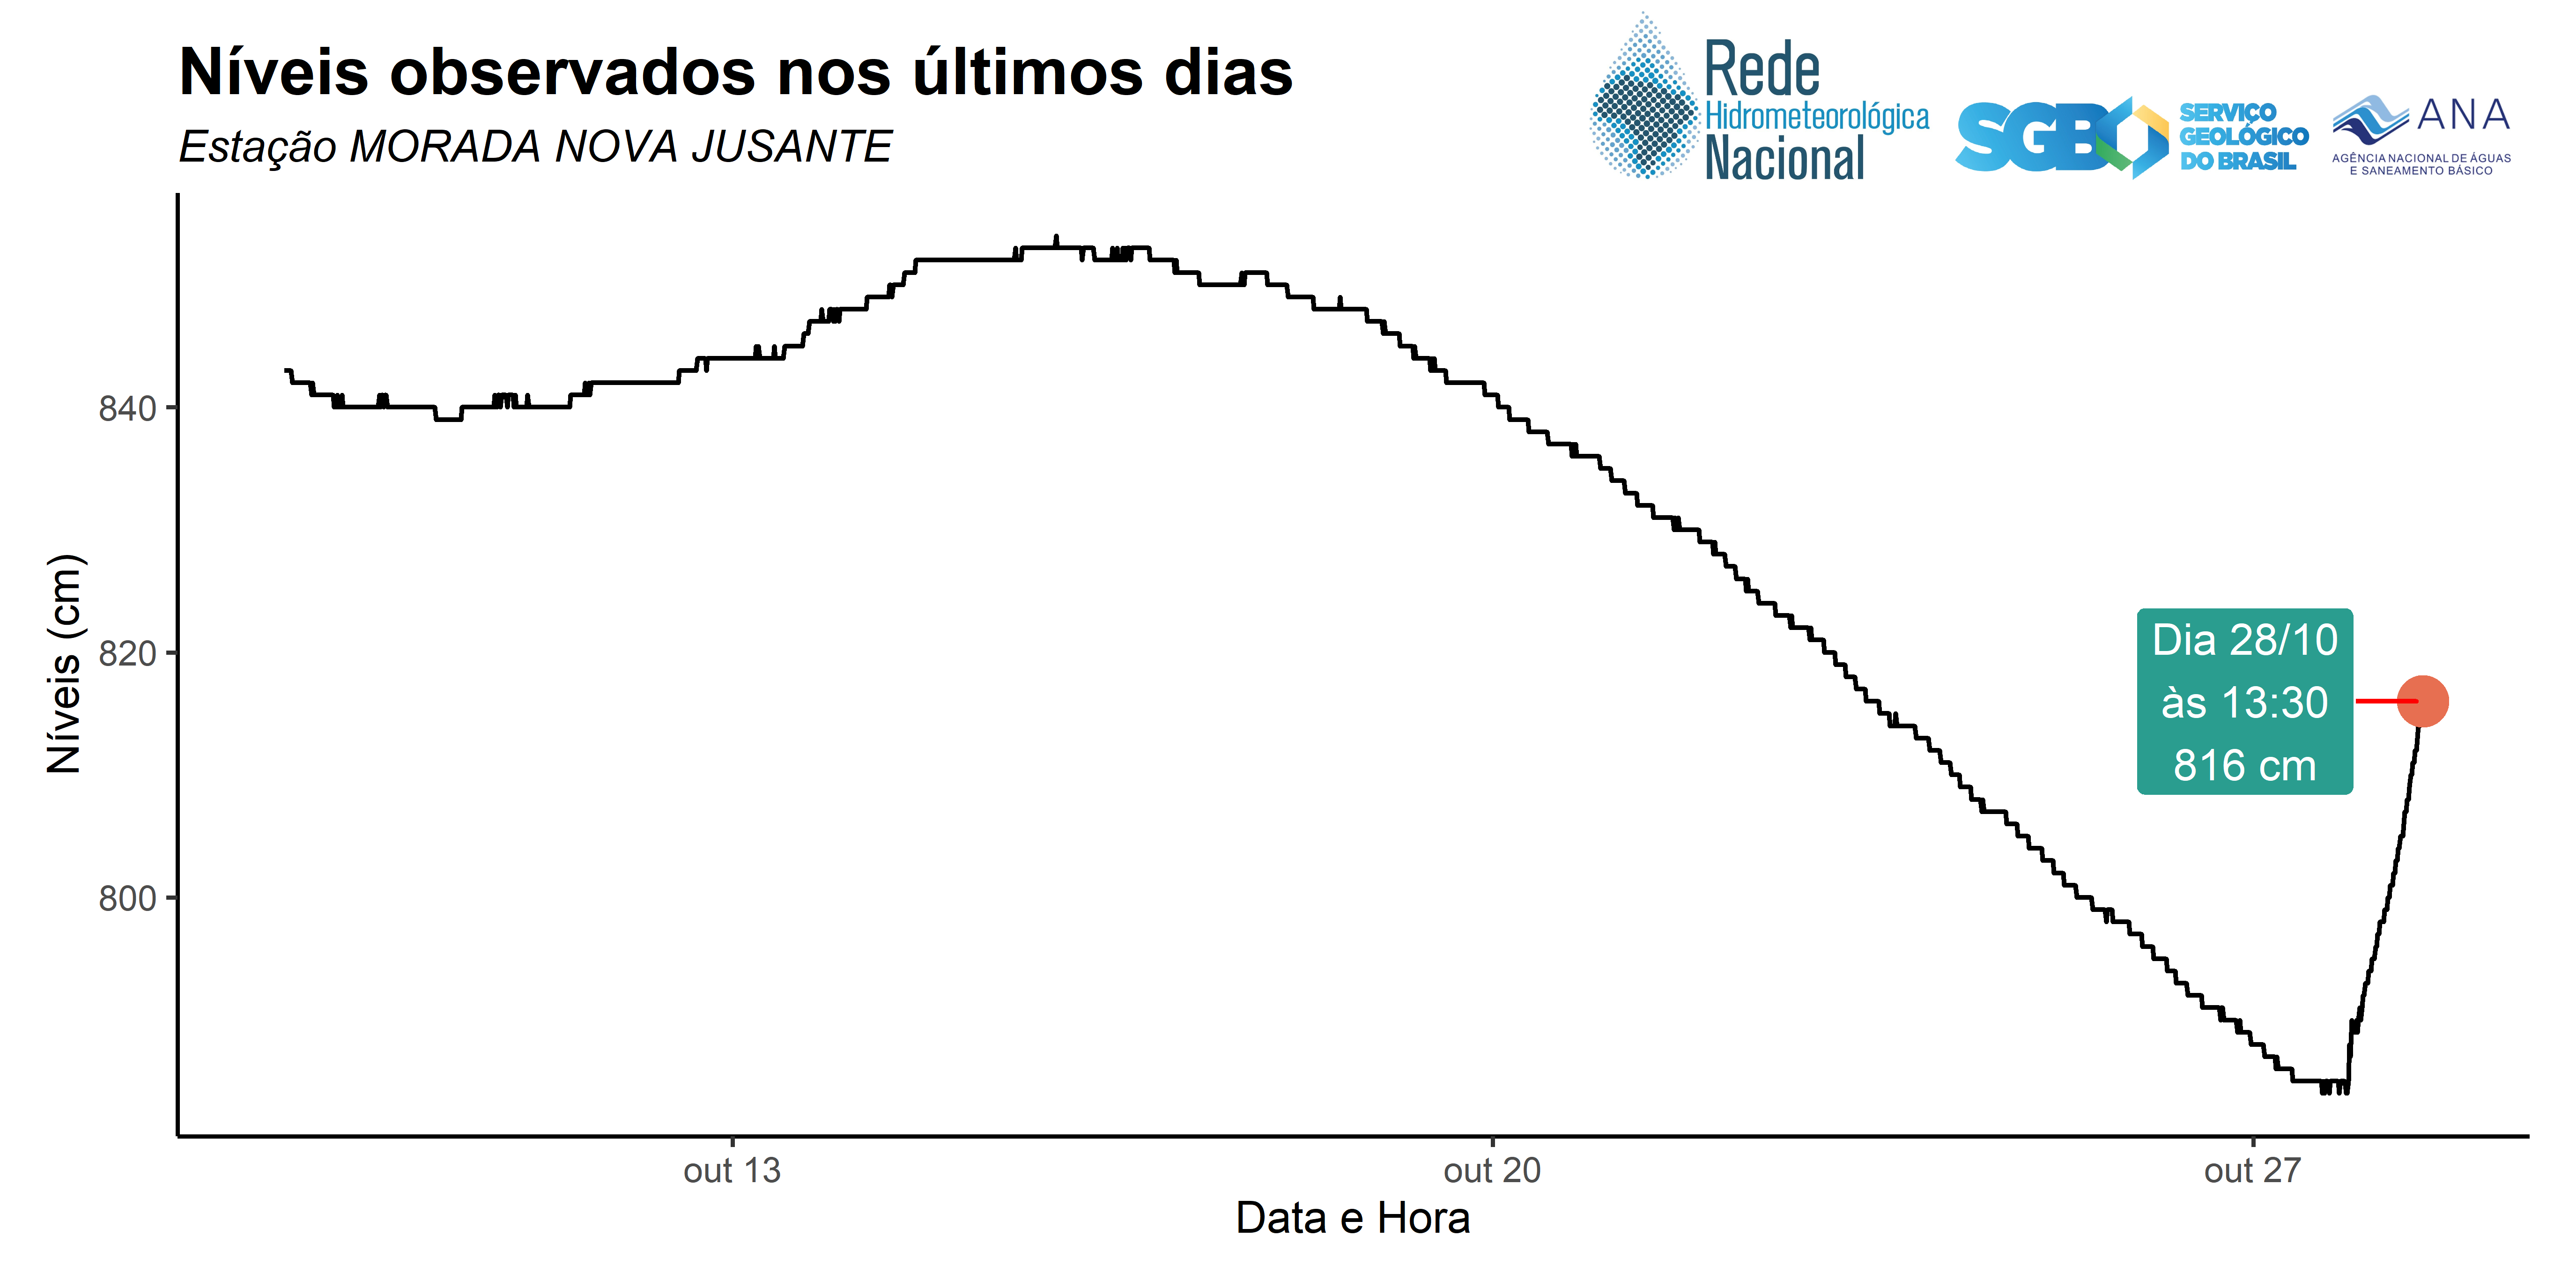 Níveis observados nos últimos dias
Estação MORADA NOVA JUSANTE
Rede
Hidrometeorológica
Nacional
SGB
SERVIÇO
GEOLÓGICO
DO BRASIL
ANA
AGÊNCIA NACIONAL DE ÁGUAS
E SANEAMENTO BÁSICO
Níveis (cm)
840
820
800
Dia 28/10
às 13:30
816 cm
out 13
out 20
out 27
Data e Hora